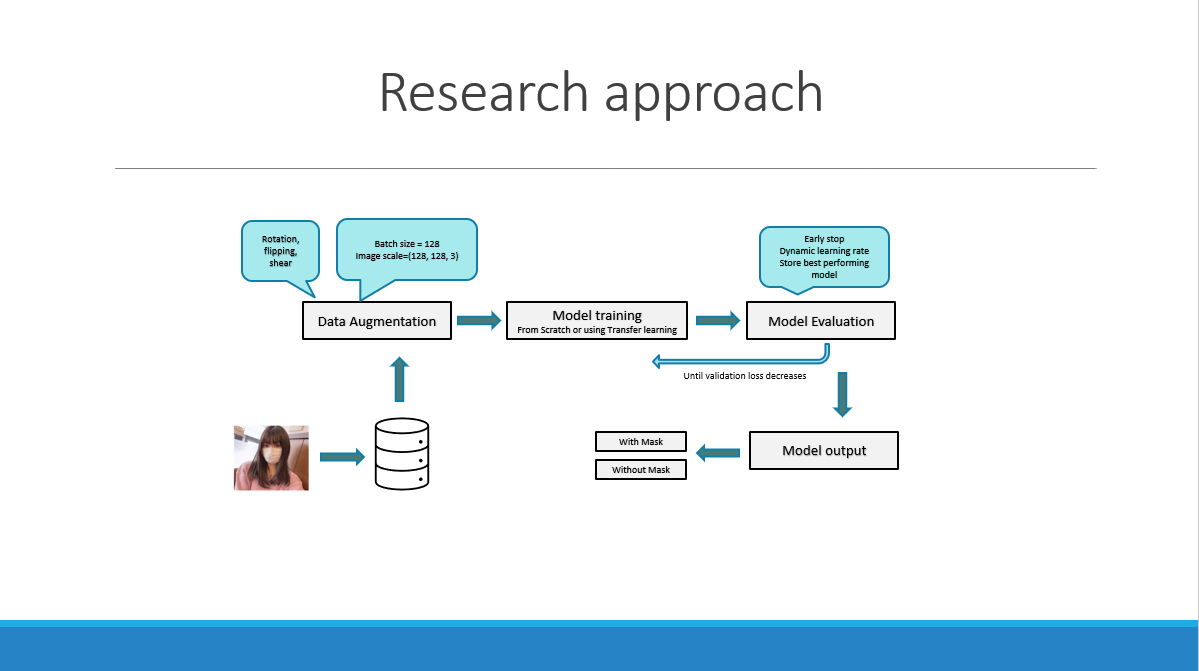 Research approach
Rotation,
flipping,
shear
Batch size = 128
Image scale=(128, 128, 3)
Early stop
Dynamic learning rate
Store best performing
model
Data Augmentation
Model training
From Scratch or using Transfer learning
Model Evaluation
Until validation loss decreases
With Mask
Without Mask
Model output